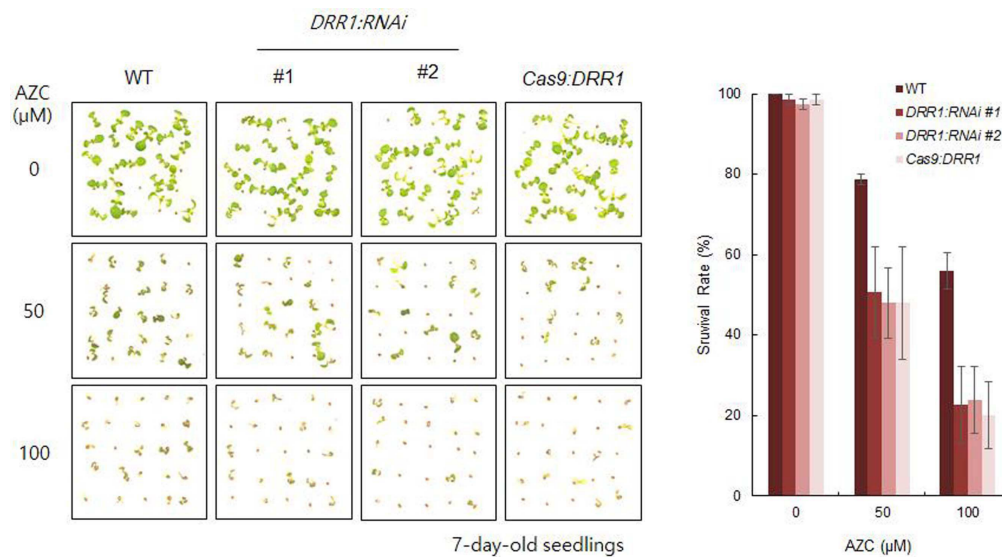 DRR1:RNAi
AZC
(µM)
WT
#1
#2
Cas9:DRR1
0
50
100
7-day-old seedlings
WT
DRR1:RNAi #1
DRR1:RNAi #2
Cas9:DRR1
Sruvival Rate (%)
100
80
60
40
20
0
0
50
100
AZC (µM)